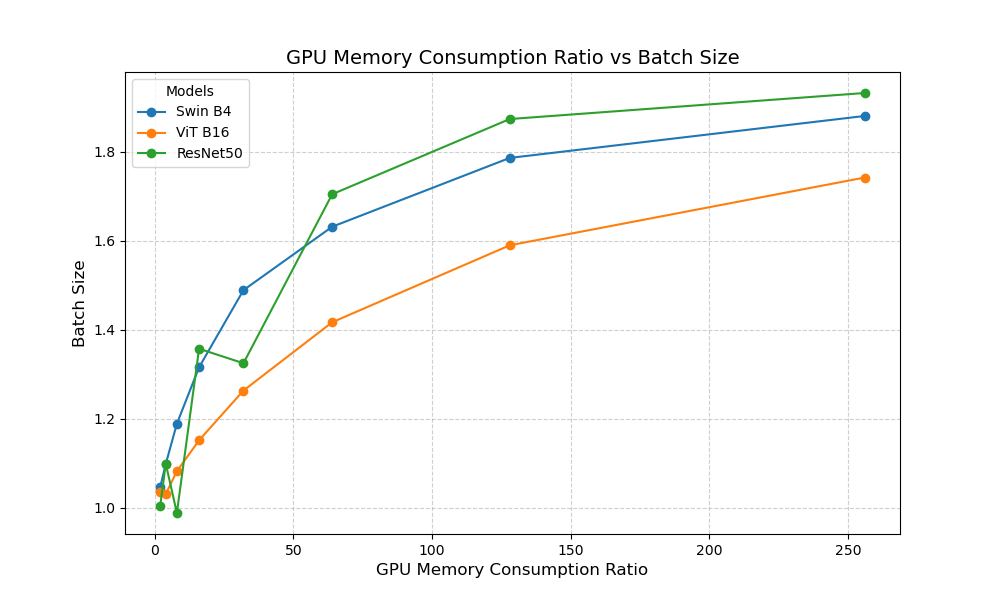 GPU Memory Consumption Ratio vs Batch Size
Models
Swin B4
ViT B16
ResNet50
Batch Size
1.8
1.6
1.4
1.2
1.0
0
50
100
150
200
250
GPU Memory Consumption Ratio